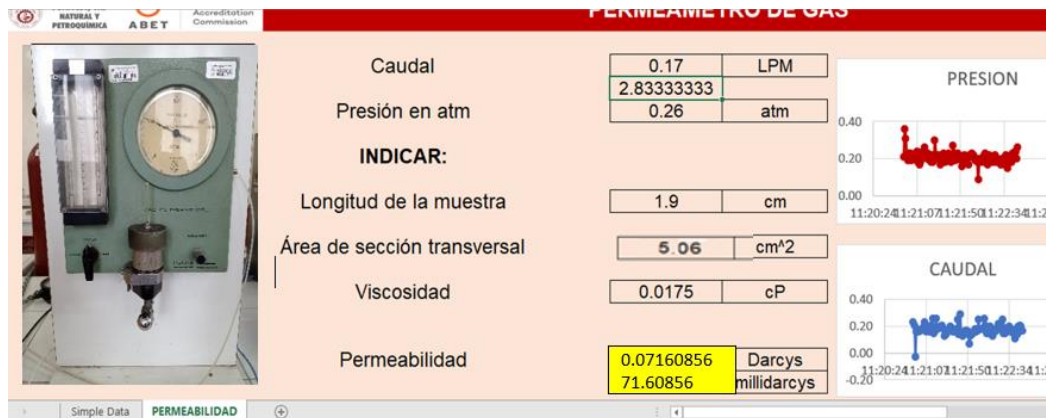 NATURAL Y
PETROQUÍMICA
ABET
Accreditation
Commission
PERMEÁMETRO DE GAS
Caudal 0.17 LPM
2.83333333
Presión en atm 0.26 atm
INDICAR:
Longitud de la muestra 1.9 cm
Área de sección transversal 5.06 cm^2
Viscosidad 0.0175 cP
Permeabilidad 0.07160856 Darcys
71.60856 millidarcys
PRESION
0.40
0.20
0.00
11:20:24 11:21:07 11:21:50 11:22:34 11:2
CAUDAL
0.40
0.20
0.00
-0.20
11:20:24 11:21:07 11:21:50 11:22:34 11:2
Simple Data PERMEABILIDAD